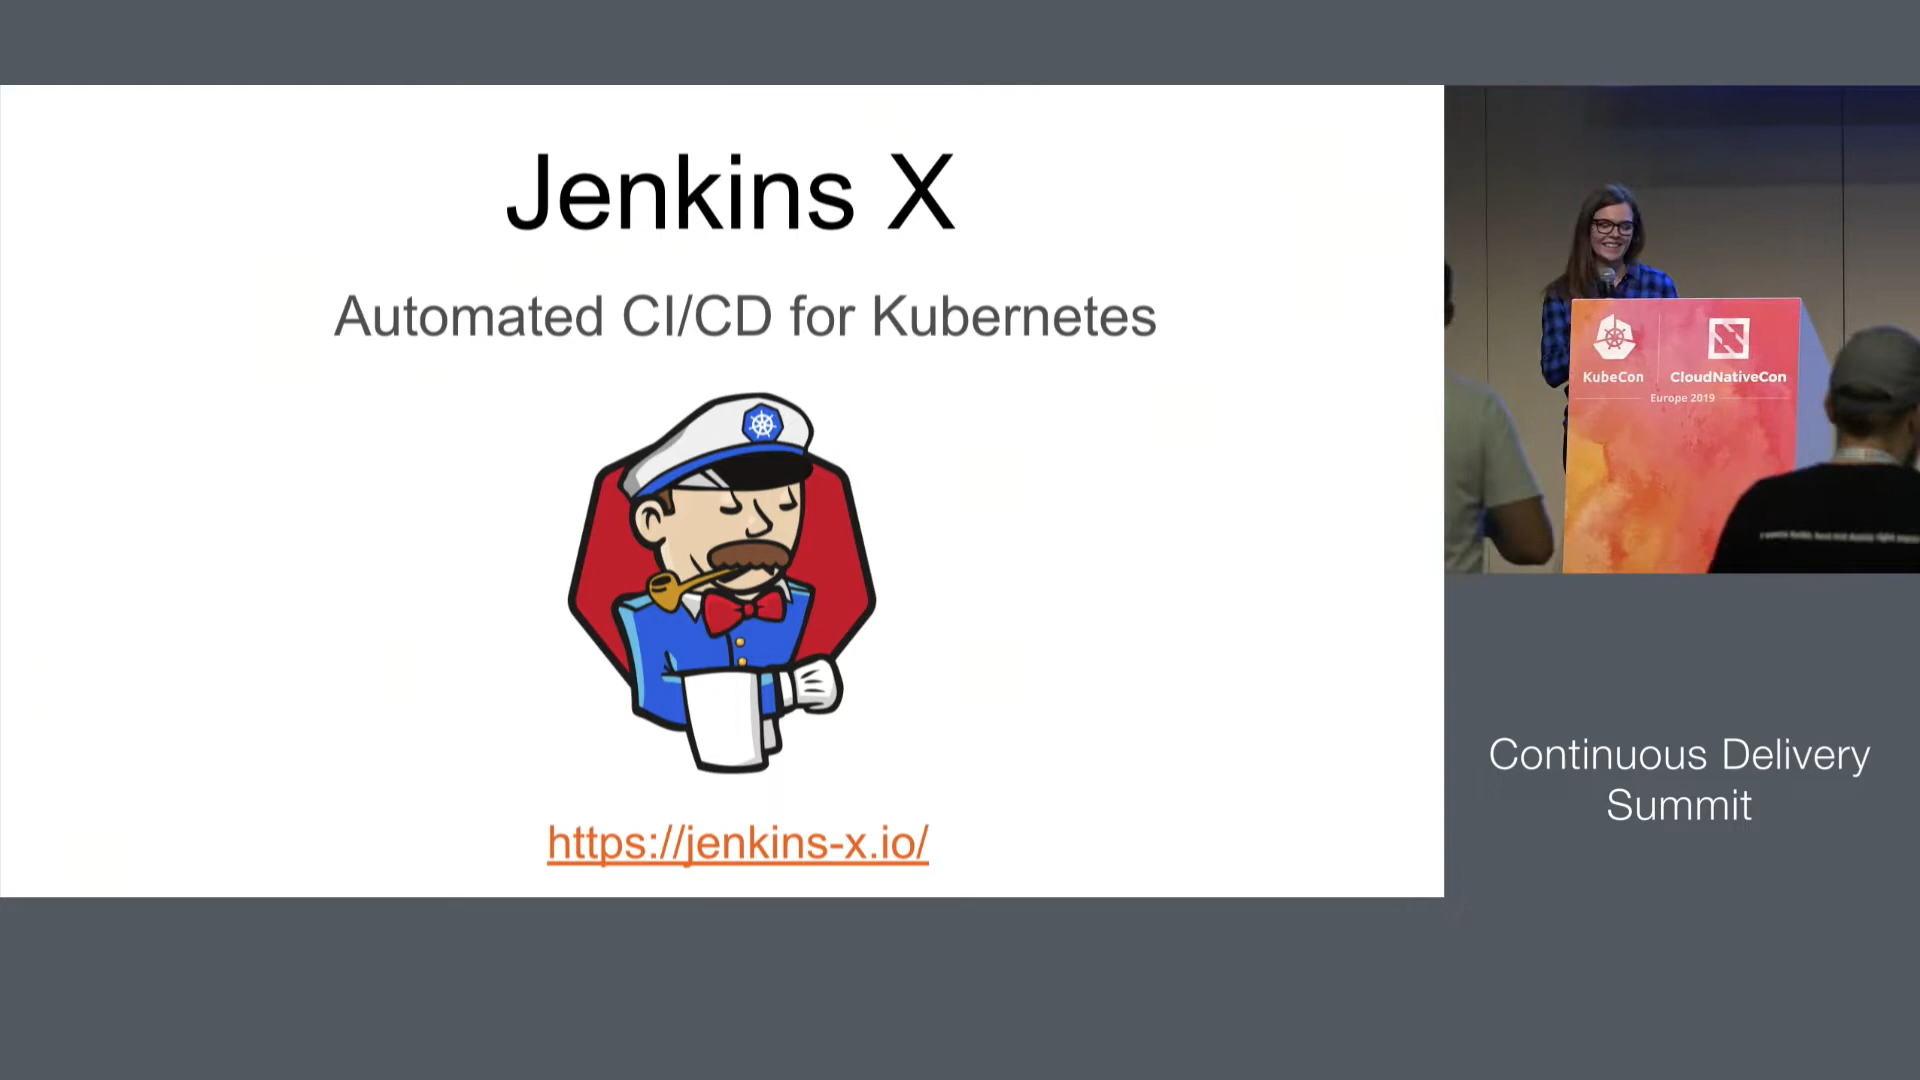 Jenkins X
Automated CI/CD for Kubernetes
https://jenkins-x.io/
KubeCon
CloudNativeCon
Europe 2019
Continuous Delivery
Summit